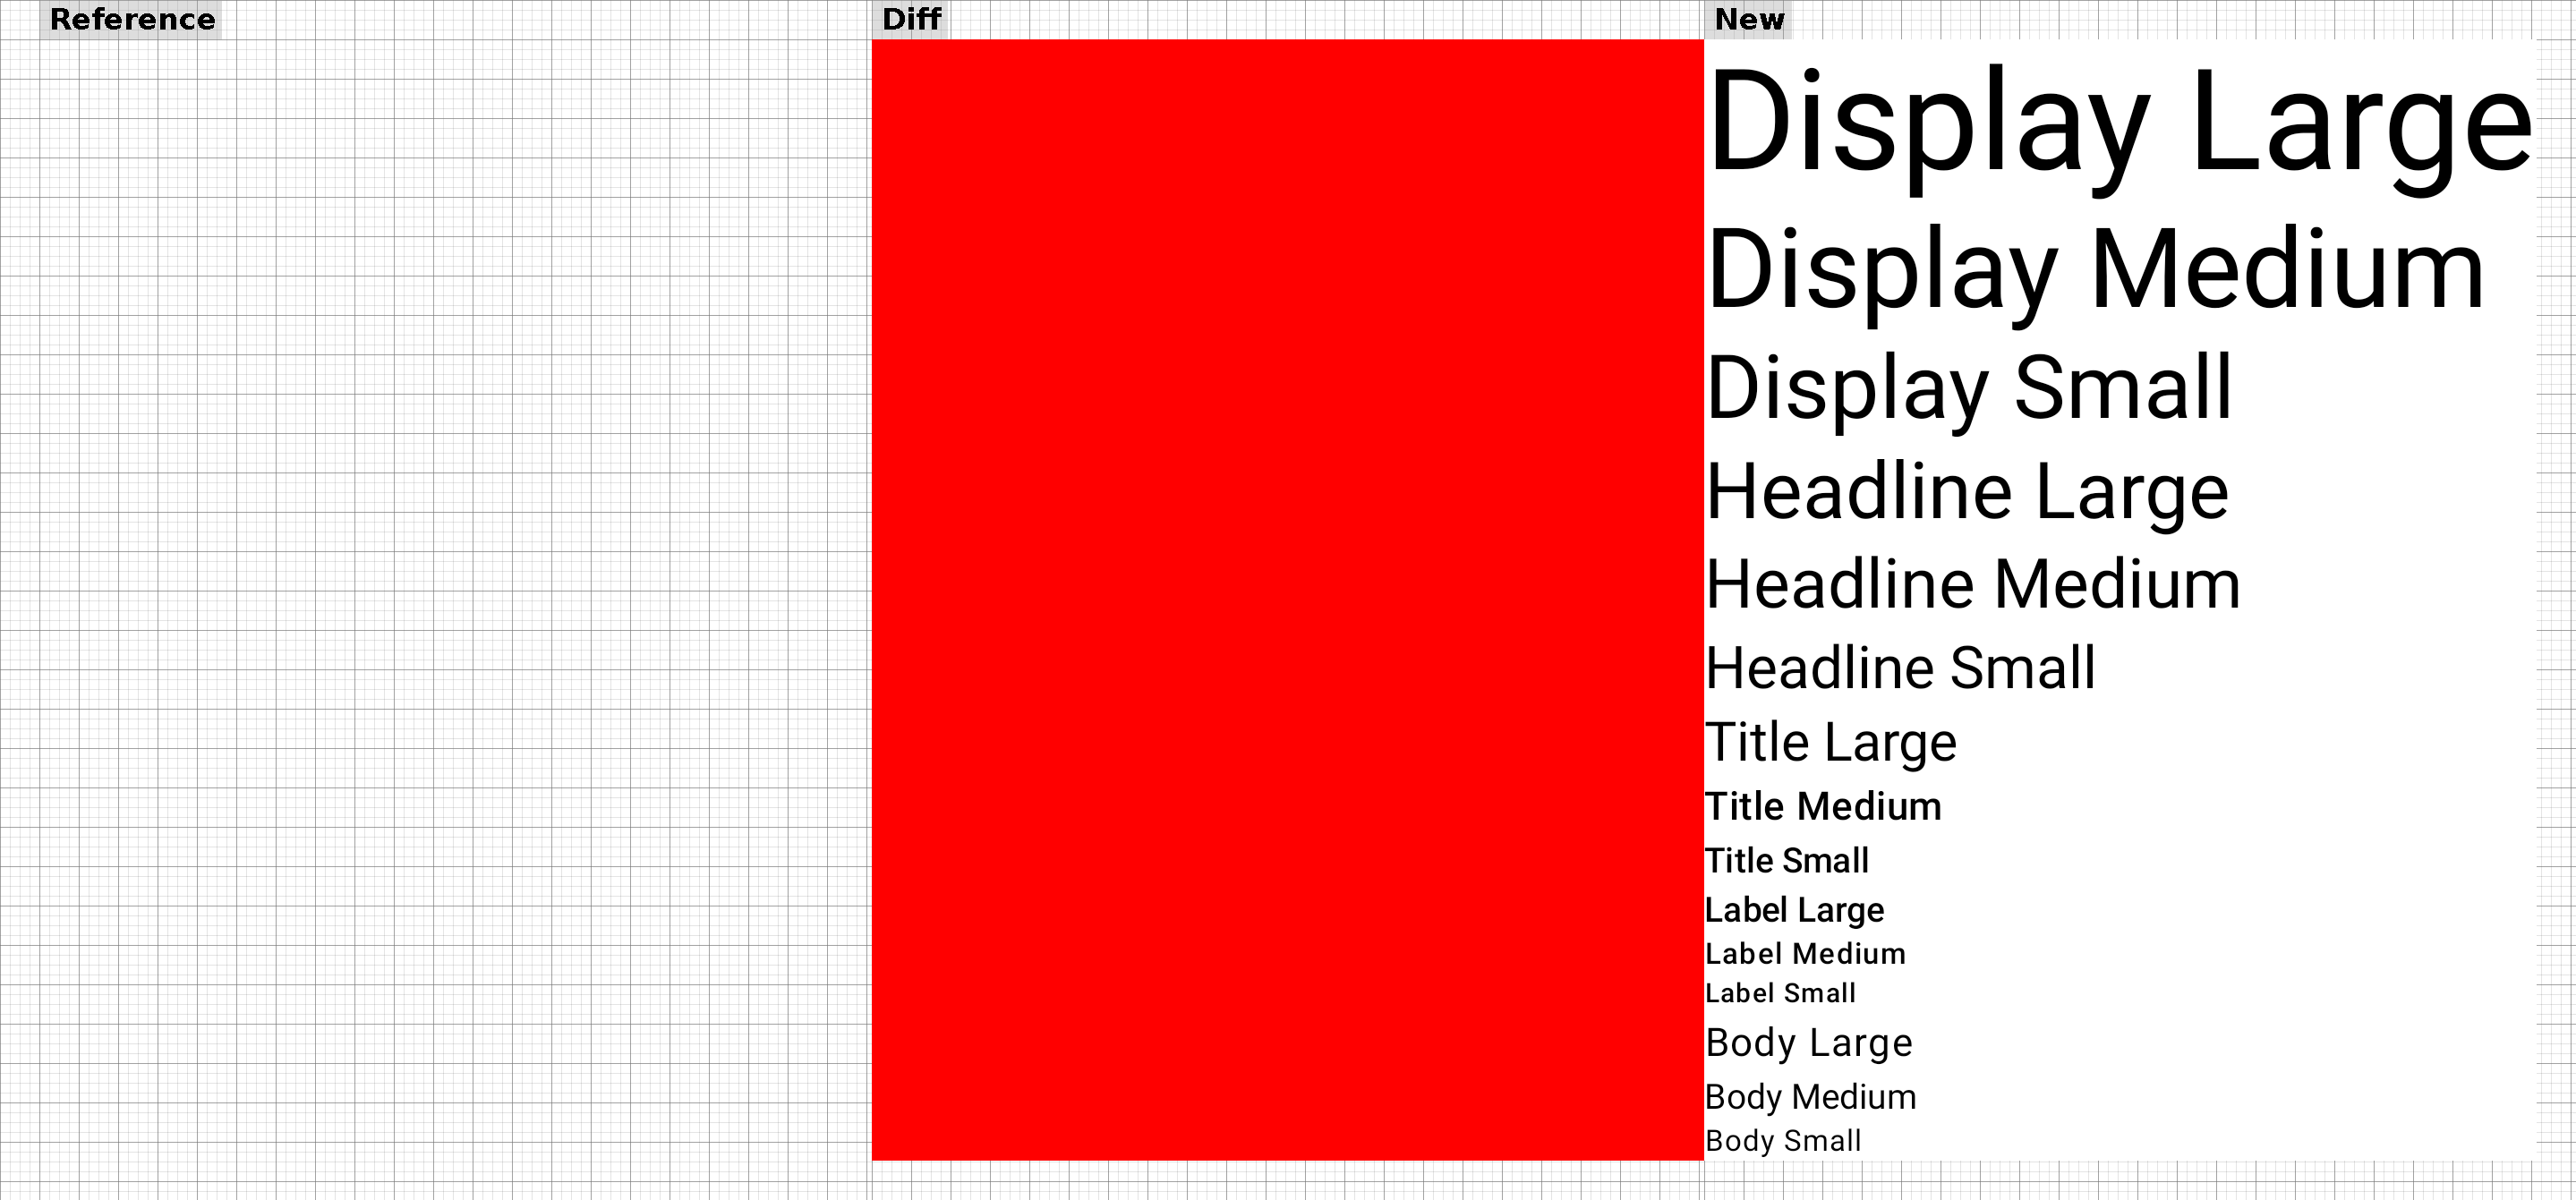 Reference
Diff
New
Display Large
Display Medium
Display Small
Headline Large
Headline Medium
Headline Small
Title Large
Title Medium
Title Small
Label Large
Label Medium
Label Small
Body Large
Body Medium
Body Small